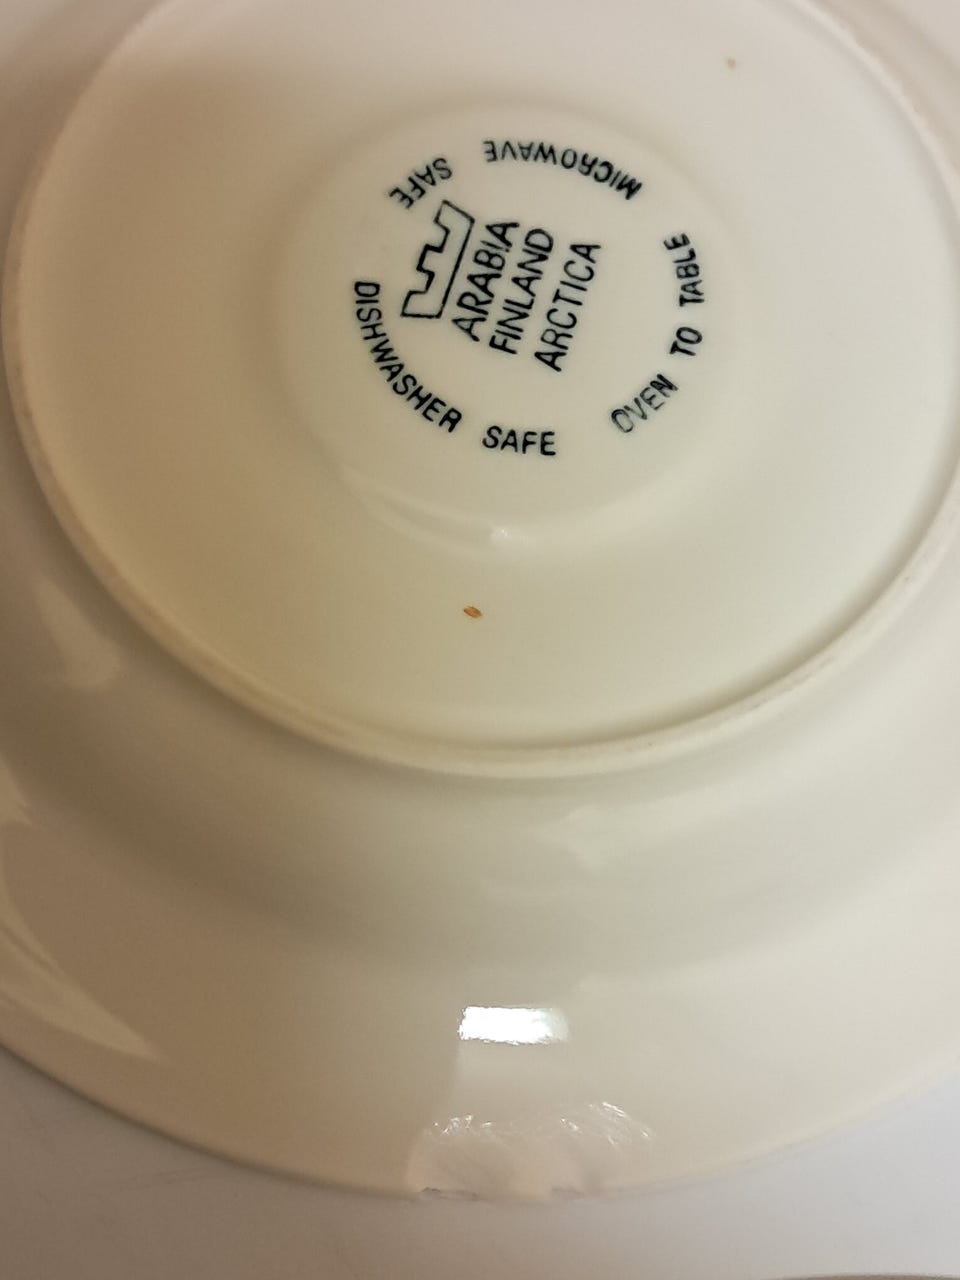 ARABIA
FINLAND
ARCTICA
DISHWASHER SAFE
OVEN TO TABLE
MICROWAVE SAFE